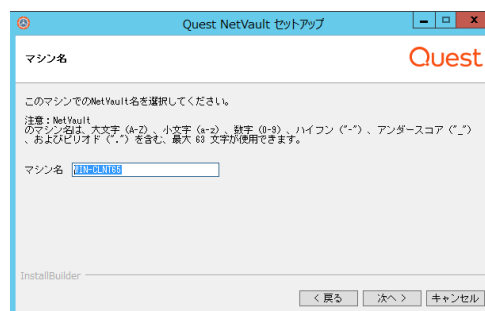 Quest NetVault セットアップ
マシン名
Quest
このマシンでのNetVault名を選択してください。
注意：NetVault
のマシン名は、大文字（A-Z）、小文字（a-z）、数字（0-9）、ハイフン（"-"）、アンダースコア（"_"）
、およびピリオド（"."）を含む、最大 63 文字が使用できます。
マシン名 WIN-CLNT65
InstallBuilder
< 戻る 次へ > キャンセル